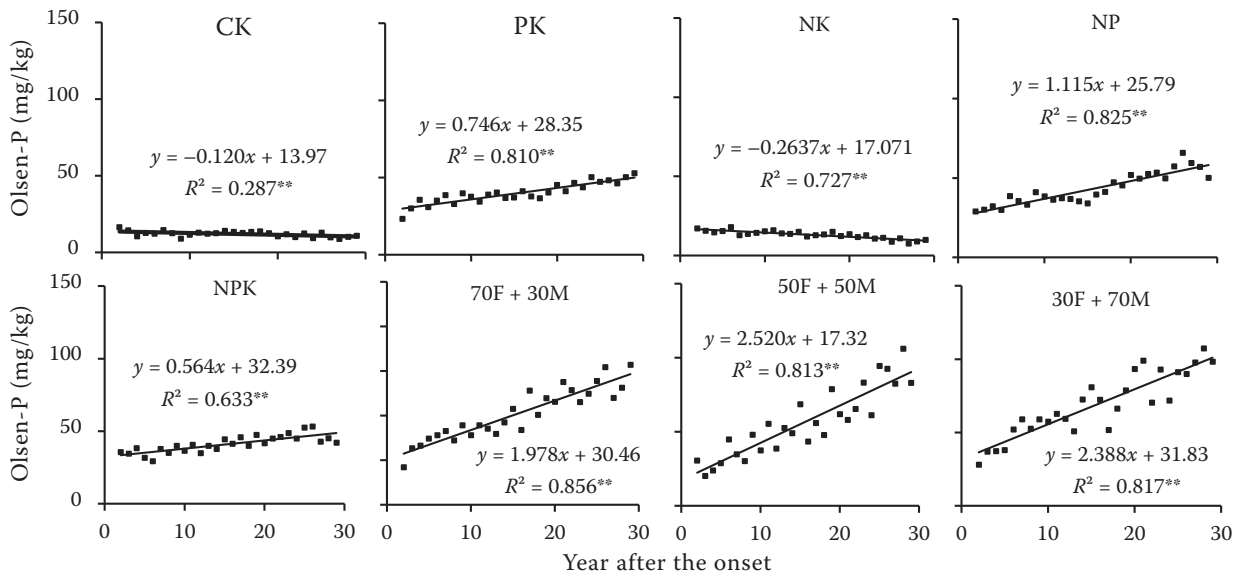 150
100
50
0
Olsen-P (mg/kg)
CK
y = −0.120x + 13.97
R² = 0.287**
PK
y = 0.746x + 28.35
R² = 0.810**
NK
y = −0.2637x + 17.071
R² = 0.727**
NP
y = 1.115x + 25.79
R² = 0.825**
150
100
50
0
Olsen-P (mg/kg)
NPK
y = 0.564x + 32.39
R² = 0.633**
70F + 30M
y = 1.978x + 30.46
R² = 0.856**
50F + 50M
y = 2.520x + 17.32
R² = 0.813**
30F + 70M
y = 2.388x + 31.83
R² = 0.817**
0 10 20 30 0 10 20 30 0 10 20 30 0 10 20 30
Year after the onset